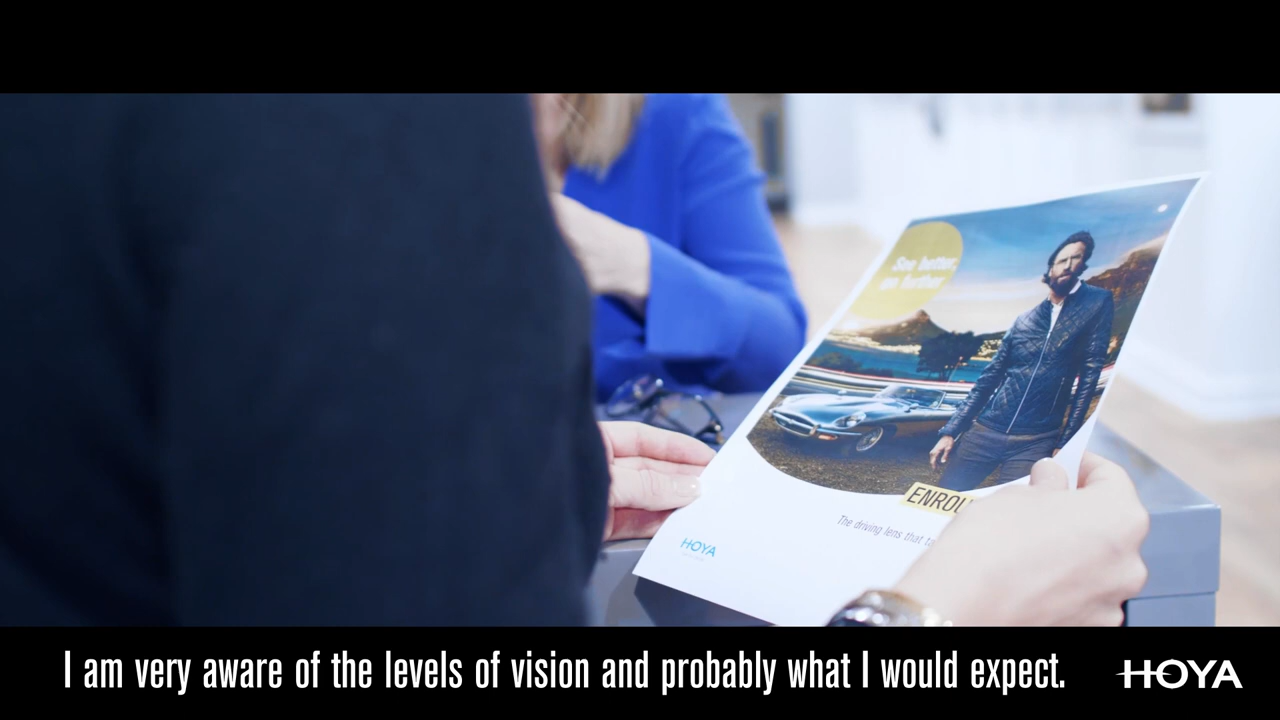 See better,
go further
ENROU
The driving lens that ta
HOYA
I am very aware of the levels of vision and probably what I would expect.
HOYA